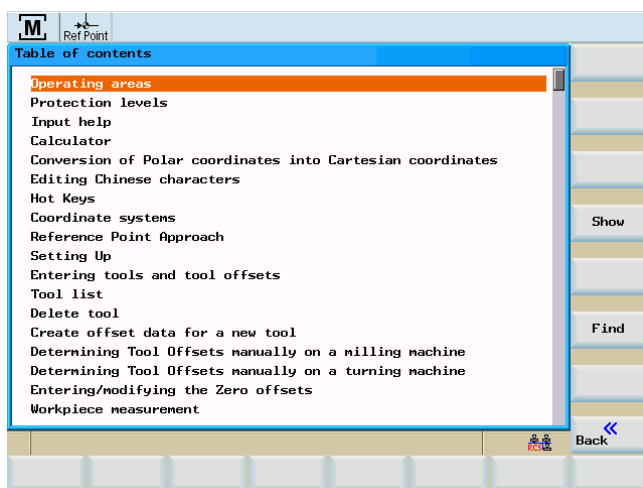 M
Ref Point
Table of contents
Operating areas
Protection levels
Input help
Calculator
Conversion of Polar coordinates into Cartesian coordinates
Editing Chinese characters
Hot Keys
Coordinate systems
Reference Point Approach
Setting Up
Entering tools and tool offsets
Tool list
Delete tool
Create offset data for a new tool
Determining Tool Offsets manually on a milling machine
Determining Tool Offsets manually on a turning machine
Entering/modifying the Zero offsets
Workpiece measurement
Show
Find
RCS
Back